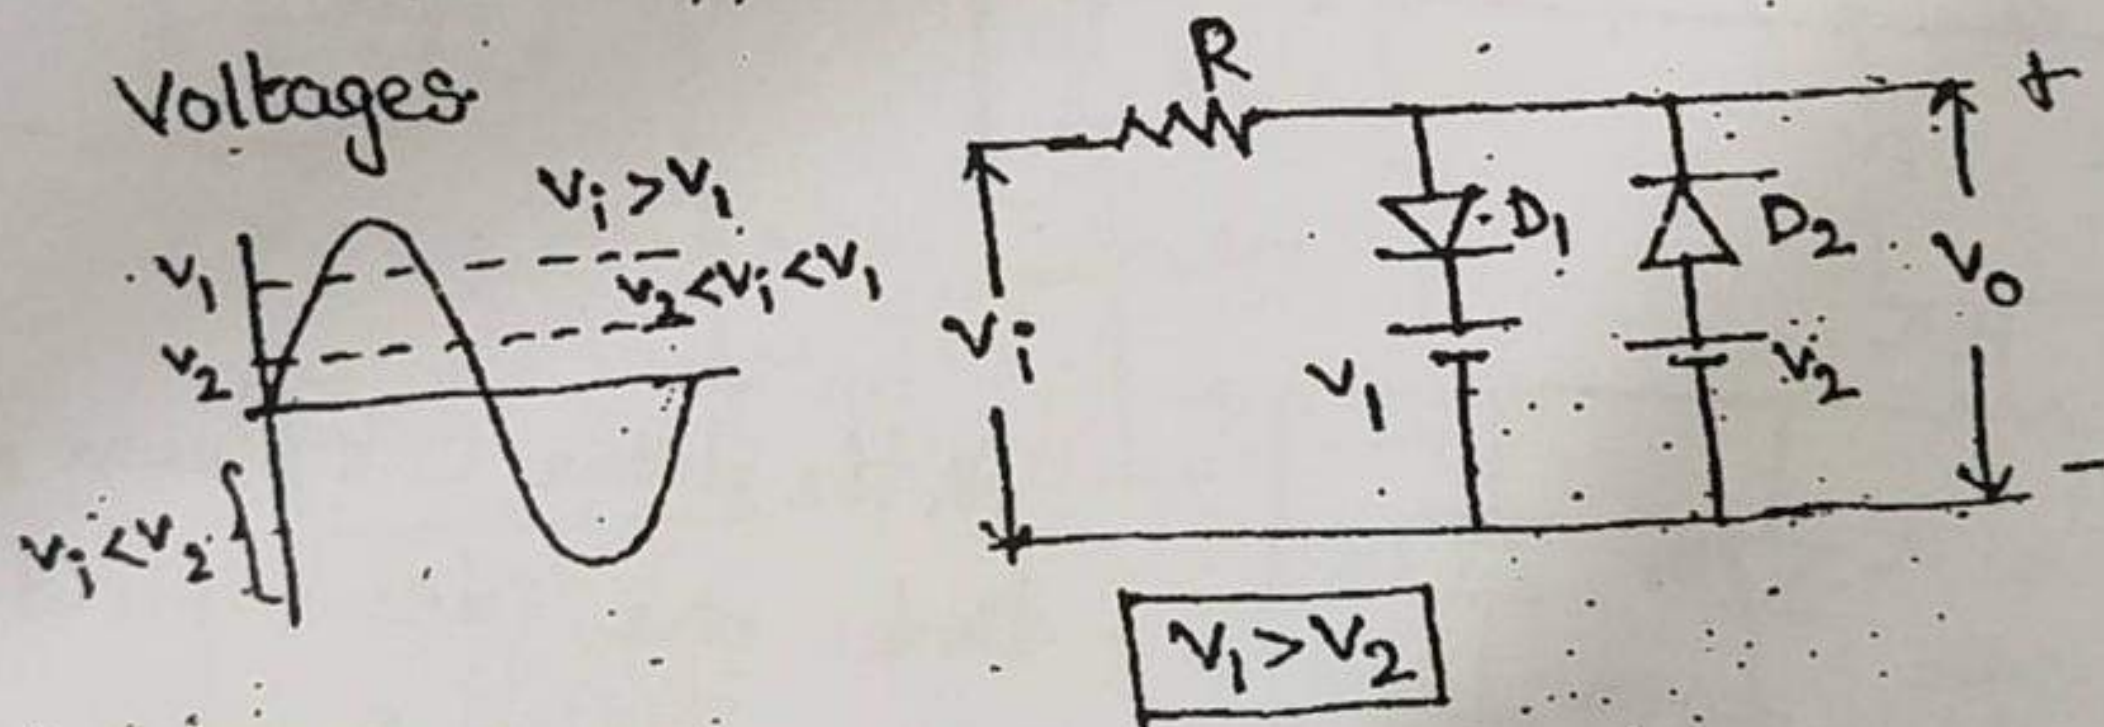 Voltages
Vi > V1
V1
V2 < Vi < V1
V2
Vi < V2
R
+
D1
D2
Vi
Vo
V1
V2
-
V1 > V2